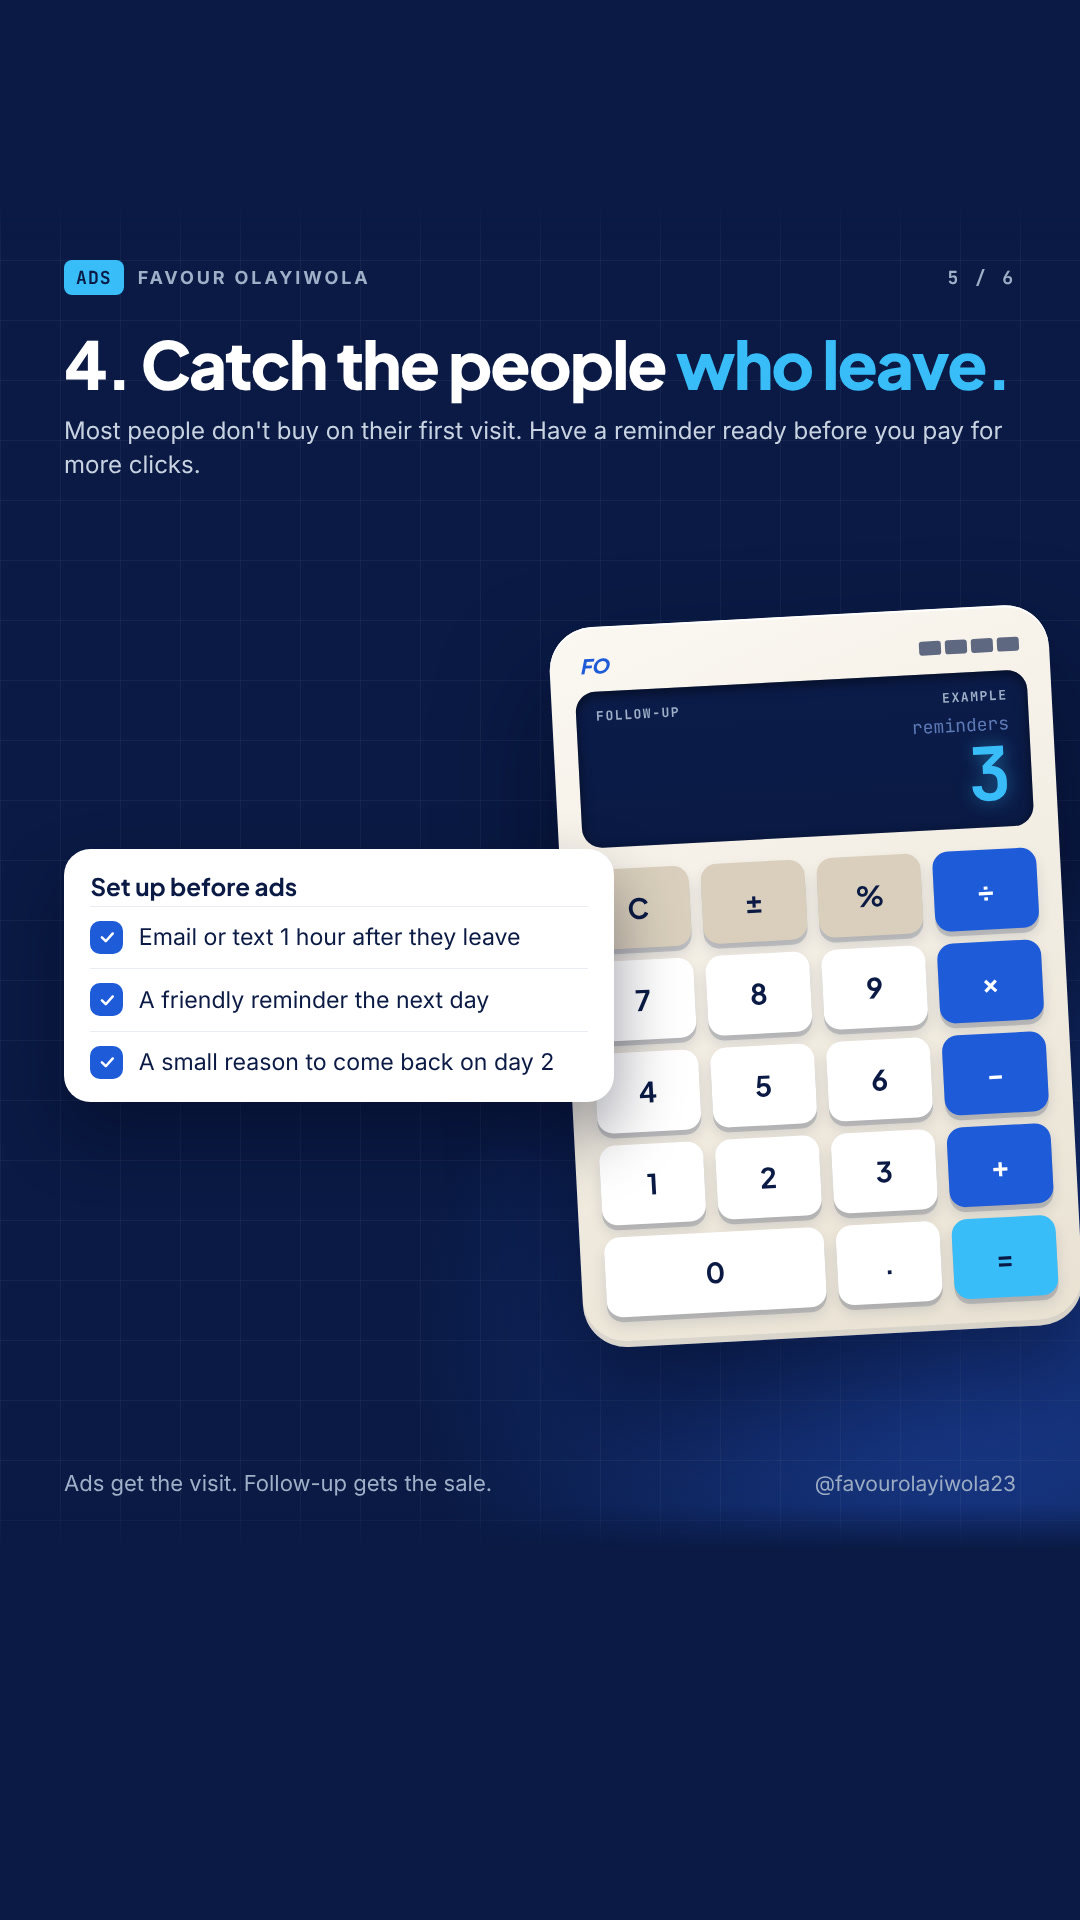 ADS FAVOUR OLAYIWOLA 5 / 6
4. Catch the people who leave.
Most people don't buy on their first visit. Have a reminder ready before you pay for
more clicks.
FO
FOLLOW-UP EXAMPLE
reminders
3
Set up before ads
Email or text 1 hour after they leave
A friendly reminder the next day
A small reason to come back on day 2
C ± % ÷
7 8 9 ×
4 5 6 −
1 2 3 +
0 . =
Ads get the visit. Follow-up gets the sale. @favourolayiwola23